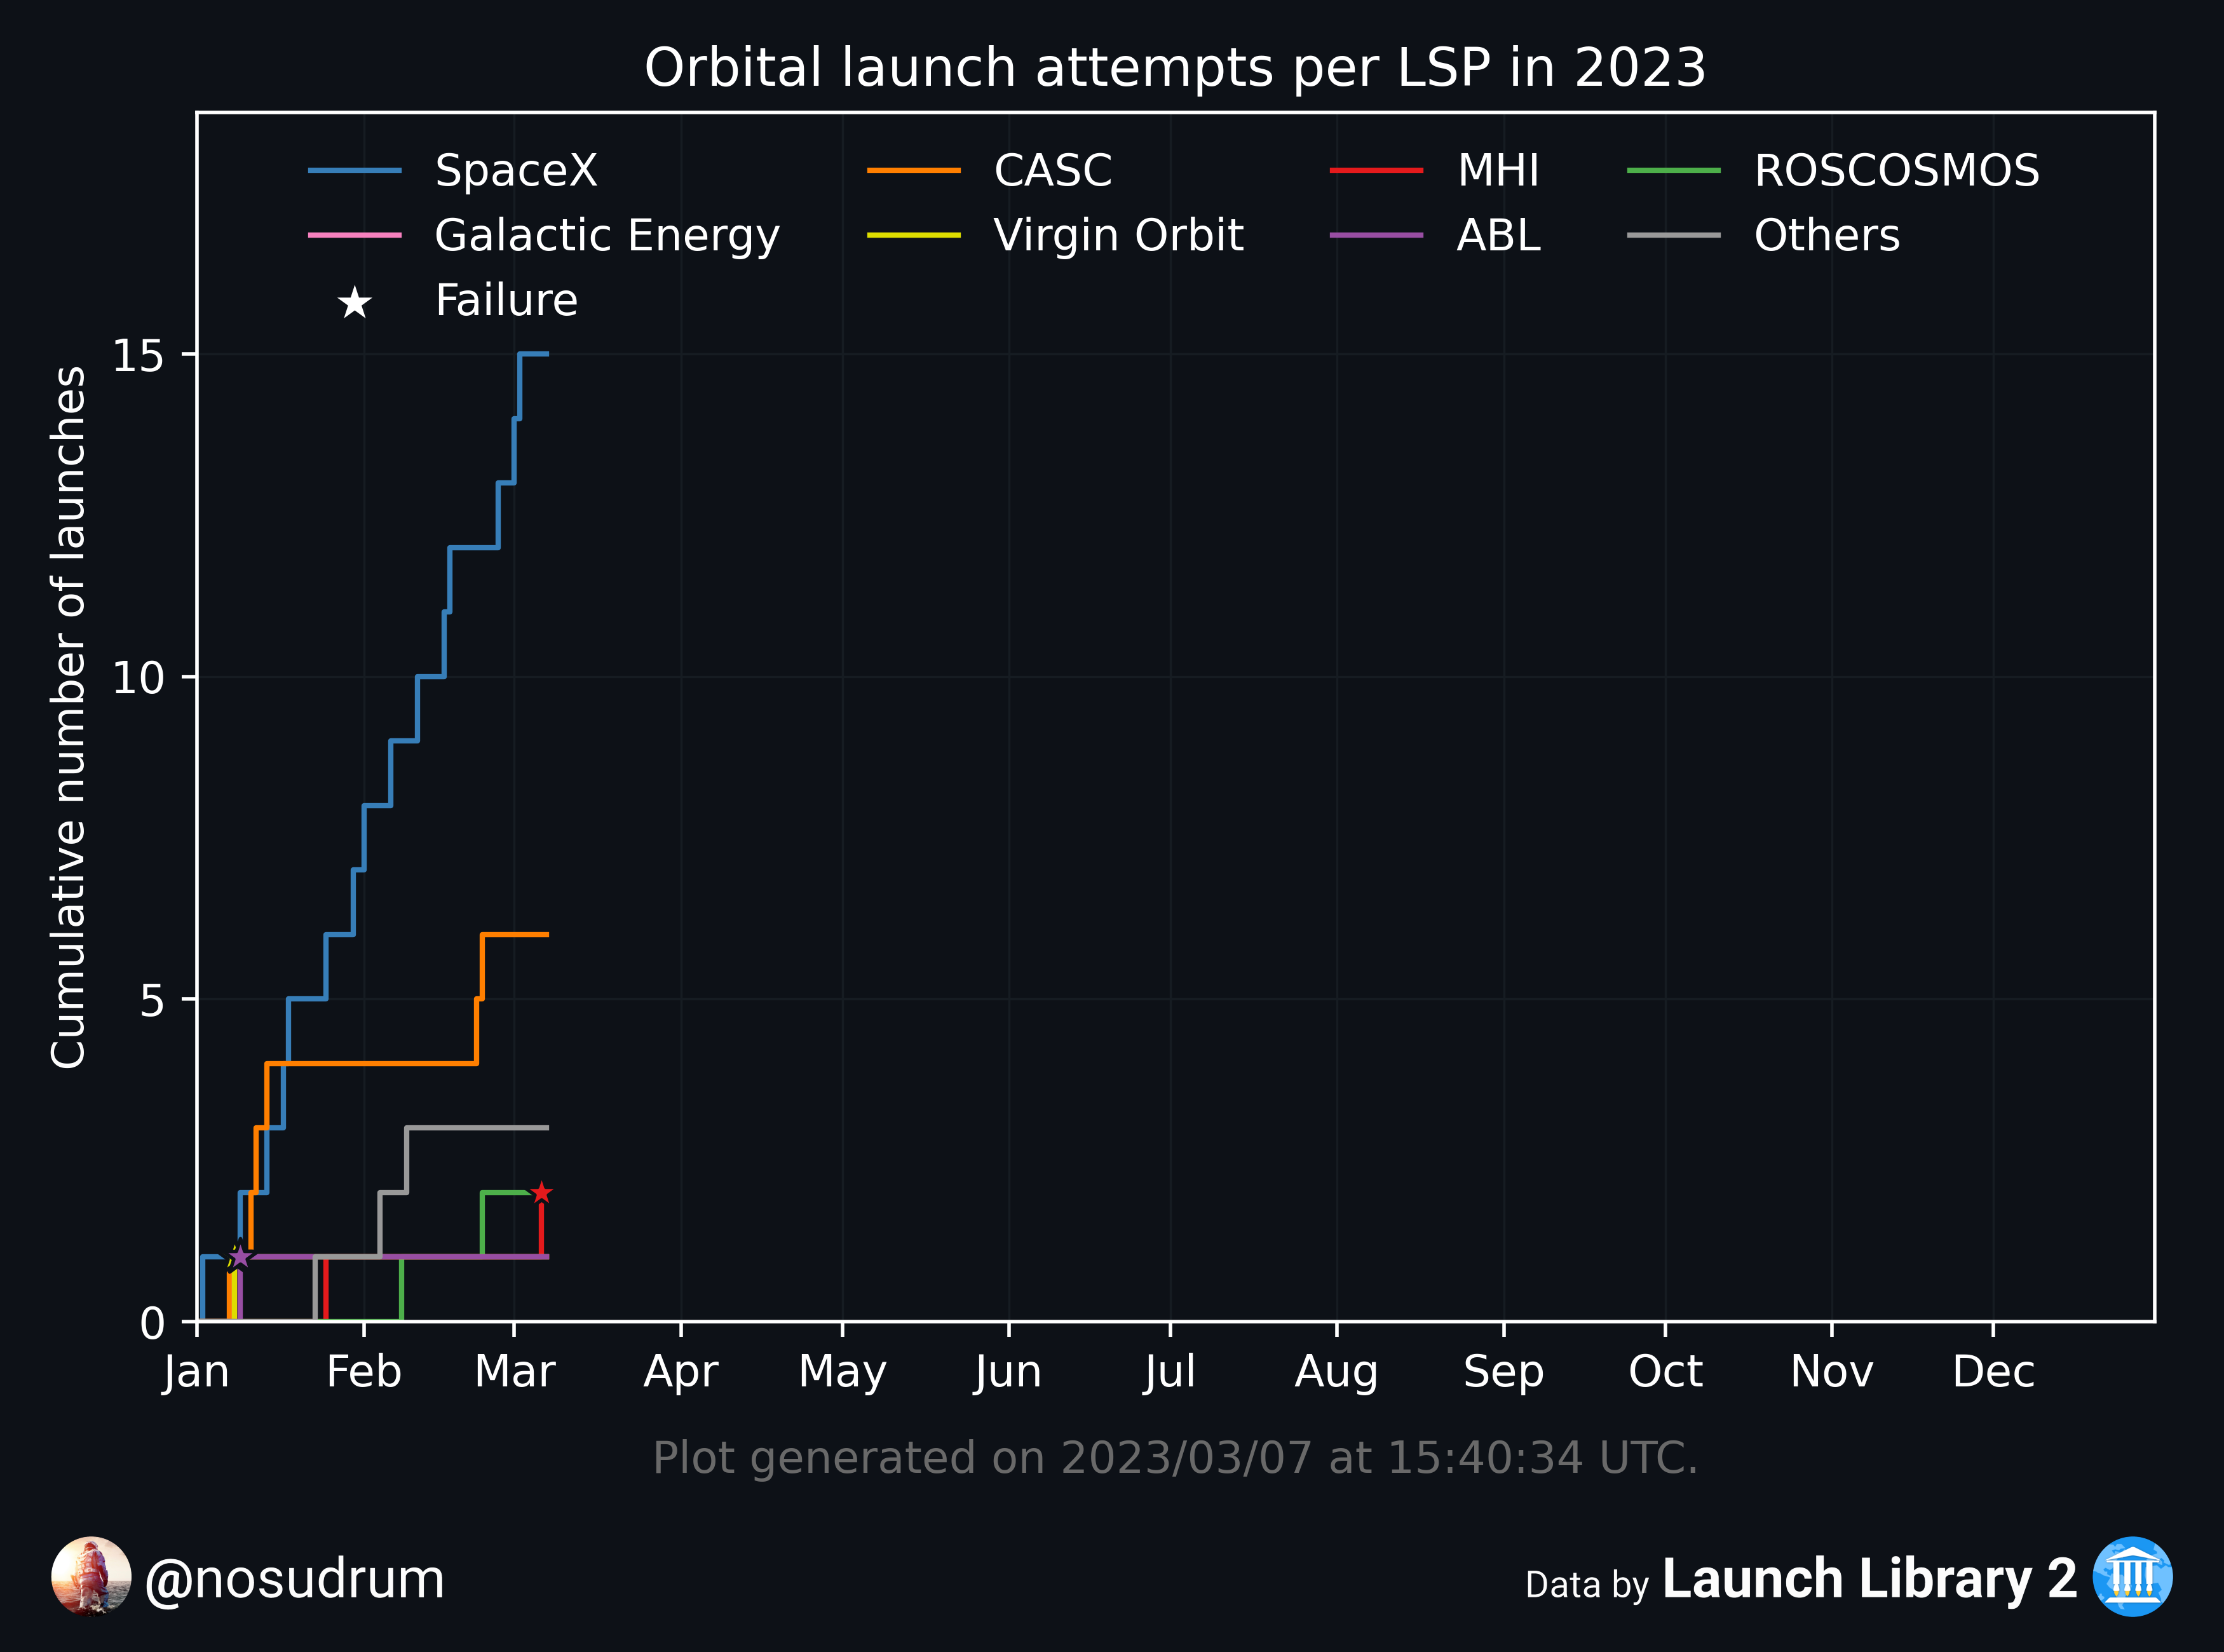 Orbital launch attempts per LSP in 2023
SpaceX
CASC
MHI
ROSCOSMOS
Galactic Energy
Virgin Orbit
ABL
Others
Failure
Cumulative number of launches
15
10
5
0
Jan Feb Mar Apr May Jun Jul Aug Sep Oct Nov Dec
Plot generated on 2023/03/07 at 15:40:34 UTC.
@nosudrum
Data by Launch Library 2